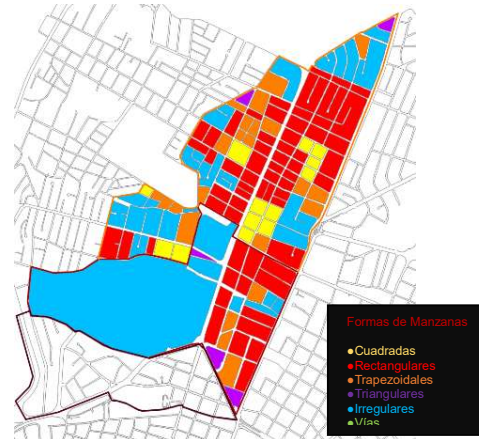 Formas de Manzanas
●Cuadradas
●Rectangulares
●Trapezoidales
●Triangulares
●Irregulares
●Vías